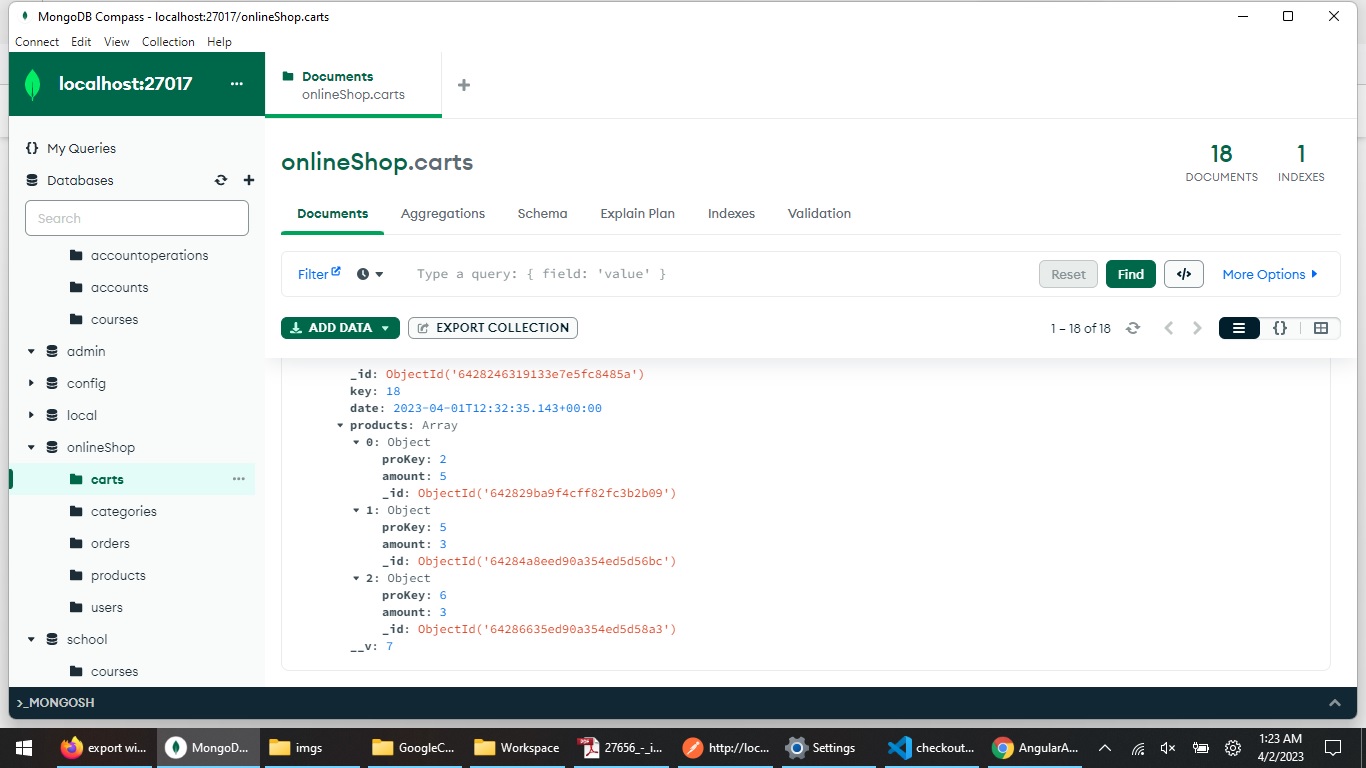 MongoDB Compass - localhost:27017/onlineShop.carts
Connect Edit View Collection Help
localhost:27017
Documents
onlineShop.carts
{} My Queries
Databases
Search
accountoperations
accounts
courses
admin
config
local
onlineShop
carts
categories
orders
products
users
school
courses
onlineShop.carts
18
DOCUMENTS
1
INDEXES
Documents Aggregations Schema Explain Plan Indexes Validation
Filter Type a query: { field: 'value' } Reset Find </> More Options
ADD DATA EXPORT COLLECTION 1 – 18 of 18 {}
_id: ObjectId('6428246319133e7e5fc8485a')
key: 18
date: 2023-04-01T12:32:35.143+00:00
products: Array
0: Object
proKey: 2
amount: 5
_id: ObjectId('642829ba9f4cff82fc3b2b09')
1: Object
proKey: 5
amount: 3
_id: ObjectId('64284a8eed90a354ed5d56bc')
2: Object
proKey: 6
amount: 3
_id: ObjectId('64286635ed90a354ed5d58a3')
__v: 7
>_MONGOSH
export wi... MongoD... imgs GoogleC... Workspace 27656_-_i... http://loc... Settings checkout... AngularA...
1:23 AM
4/2/2023